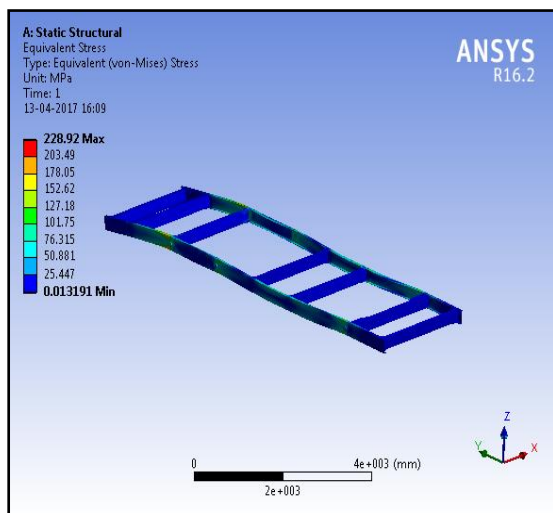 A: Static Structural
Equivalent Stress
Type: Equivalent (von-Mises) Stress
Unit: MPa
Time: 1
13-04-2017 16:09
ANSYS
R16.2
228.92 Max
203.49
178.05
152.62
127.18
101.75
76.315
50.881
25.447
0.013191 Min
Z
Y
X
0
4e+003 (mm)
2e+003